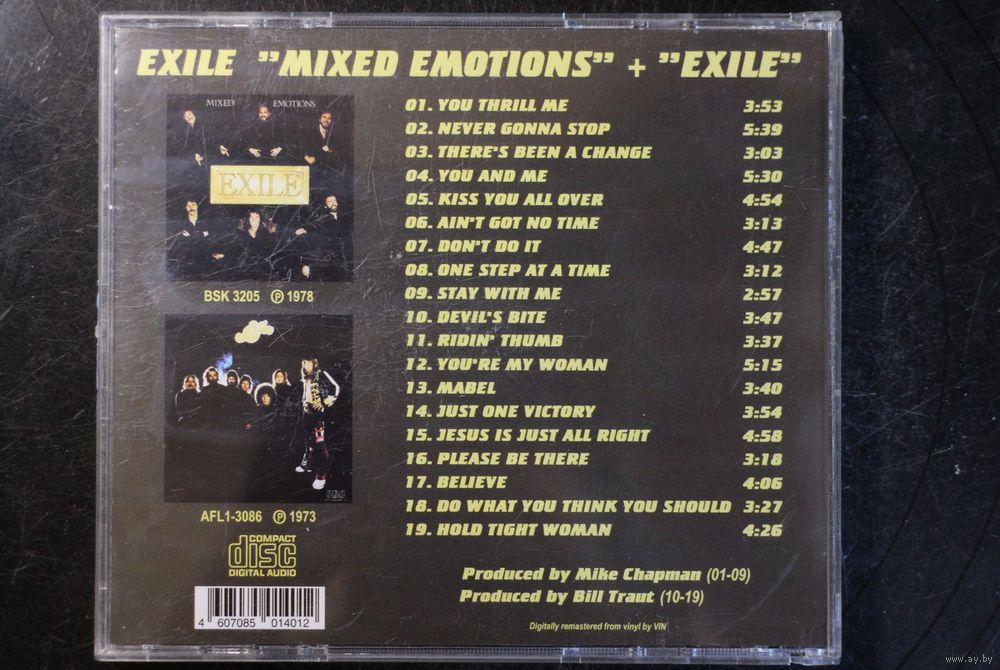 EXILE "MIXED EMOTIONS" + "EXILE"
MIXED EMOTIONS
EXILE
BSK 3205 ℗ 1978
AFL1-3086 ℗ 1973
COMPACT
disc
DIGITAL AUDIO
4 607085 014012
01. YOU THRILL ME 3:53
02. NEVER GONNA STOP 5:39
03. THERE'S BEEN A CHANGE 3:03
04. YOU AND ME 5:30
05. KISS YOU ALL OVER 4:54
06. AIN'T GOT NO TIME 3:13
07. DON'T DO IT 4:47
08. ONE STEP AT A TIME 3:12
09. STAY WITH ME 2:57
10. DEVIL'S BITE 3:47
11. RIDIN' THUMB 3:37
12. YOU'RE MY WOMAN 5:15
13. MABEL 3:40
14. JUST ONE VICTORY 3:54
15. JESUS IS JUST ALL RIGHT 4:58
16. PLEASE BE THERE 3:18
17. BELIEVE 4:06
18. DO WHAT YOU THINK YOU SHOULD 3:27
19. HOLD TIGHT WOMAN 4:26
Produced by Mike Chapman (01-09)
Produced by Bill Traut (10-19)
Digitally remastered from vinyl by VIN
www.ay.by